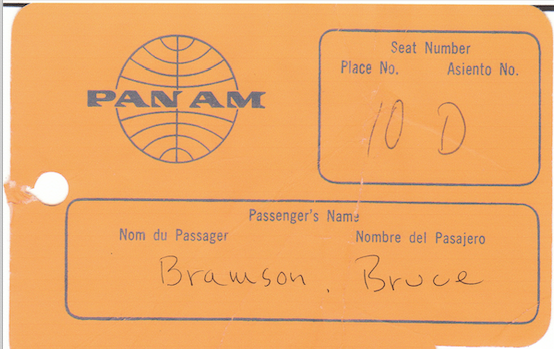 PAN AM
Seat Number
Place No. Asiento No.
10 D
Passenger's Name
Nom du Passager Nombre del Pasajero
Bramson, Bruce